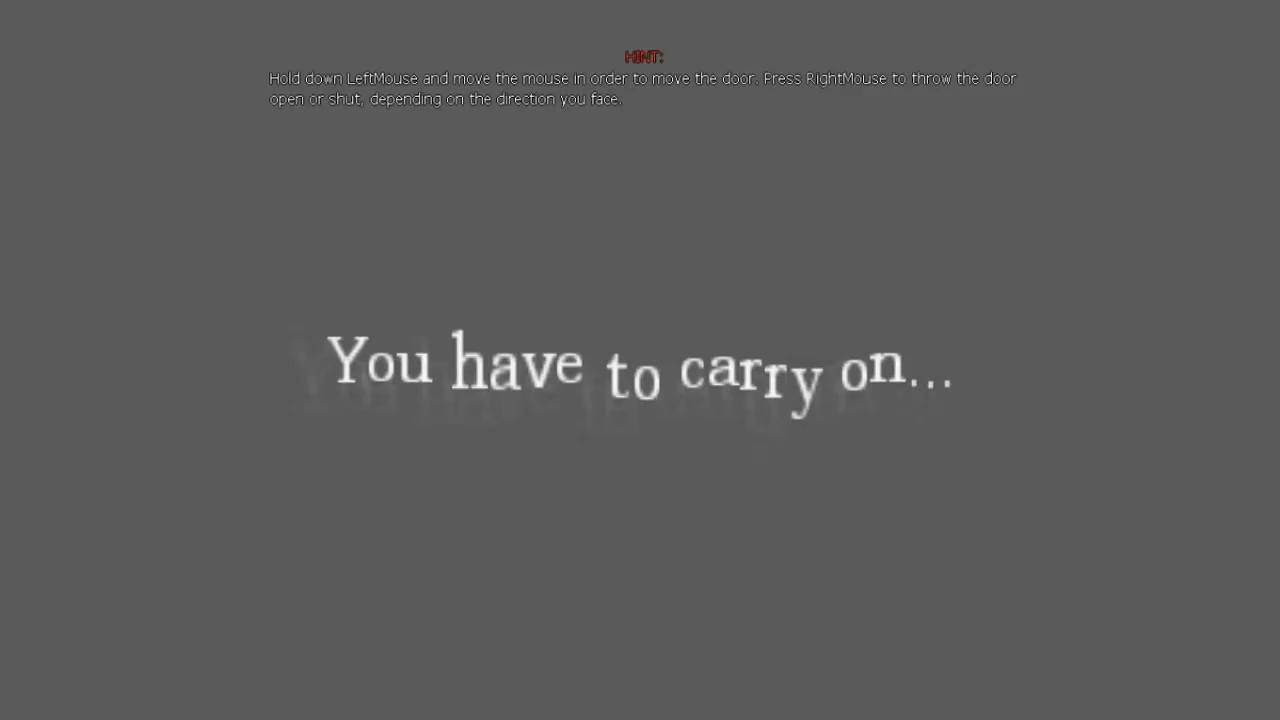 HINT:
Hold down LeftMouse and move the mouse in order to move the door. Press RightMouse to throw the door
open or shut, depending on the direction you face.
You have to carry on...